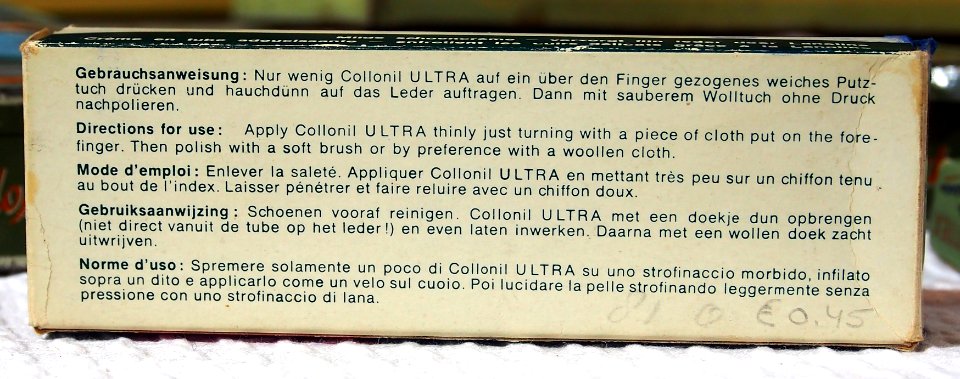 Gebrauchsanweisung: Nur wenig Collonil ULTRA auf ein über den Finger gezogenes weiches Putz-
tuch drücken und hauchdünn auf das Leder auftragen. Dann mit sauberem Wolltuch ohne Druck
nachpolieren.
Directions for use: Apply Collonil ULTRA thinly just turning with a piece of cloth put on the fore-
finger. Then polish with a soft brush or by preference with a woollen cloth.
Mode d'emploi: Enlever la saleté. Appliquer Collonil ULTRA en mettant très peu sur un chiffon tenu
au bout de l'index. Laisser pénétrer et faire reluire avec un chiffon doux.
Gebruiksaanwijzing: Schoenen vooraf reinigen. Collonil ULTRA met een doekje dun opbrengen
(niet direct vanuit de tube op het leder!) en even laten inwerken. Daarna met een wollen doek zacht
uitwrijven.
Norme d'uso: Spremere solamente un poco di Collonil ULTRA su uno strofinaccio morbido, infilato
sopra un dito e applicarlo come un velo sul cuoio. Poi lucidare la pelle strofinando leggermente senza
pressione con uno strofinaccio di lana.
€ 0.45